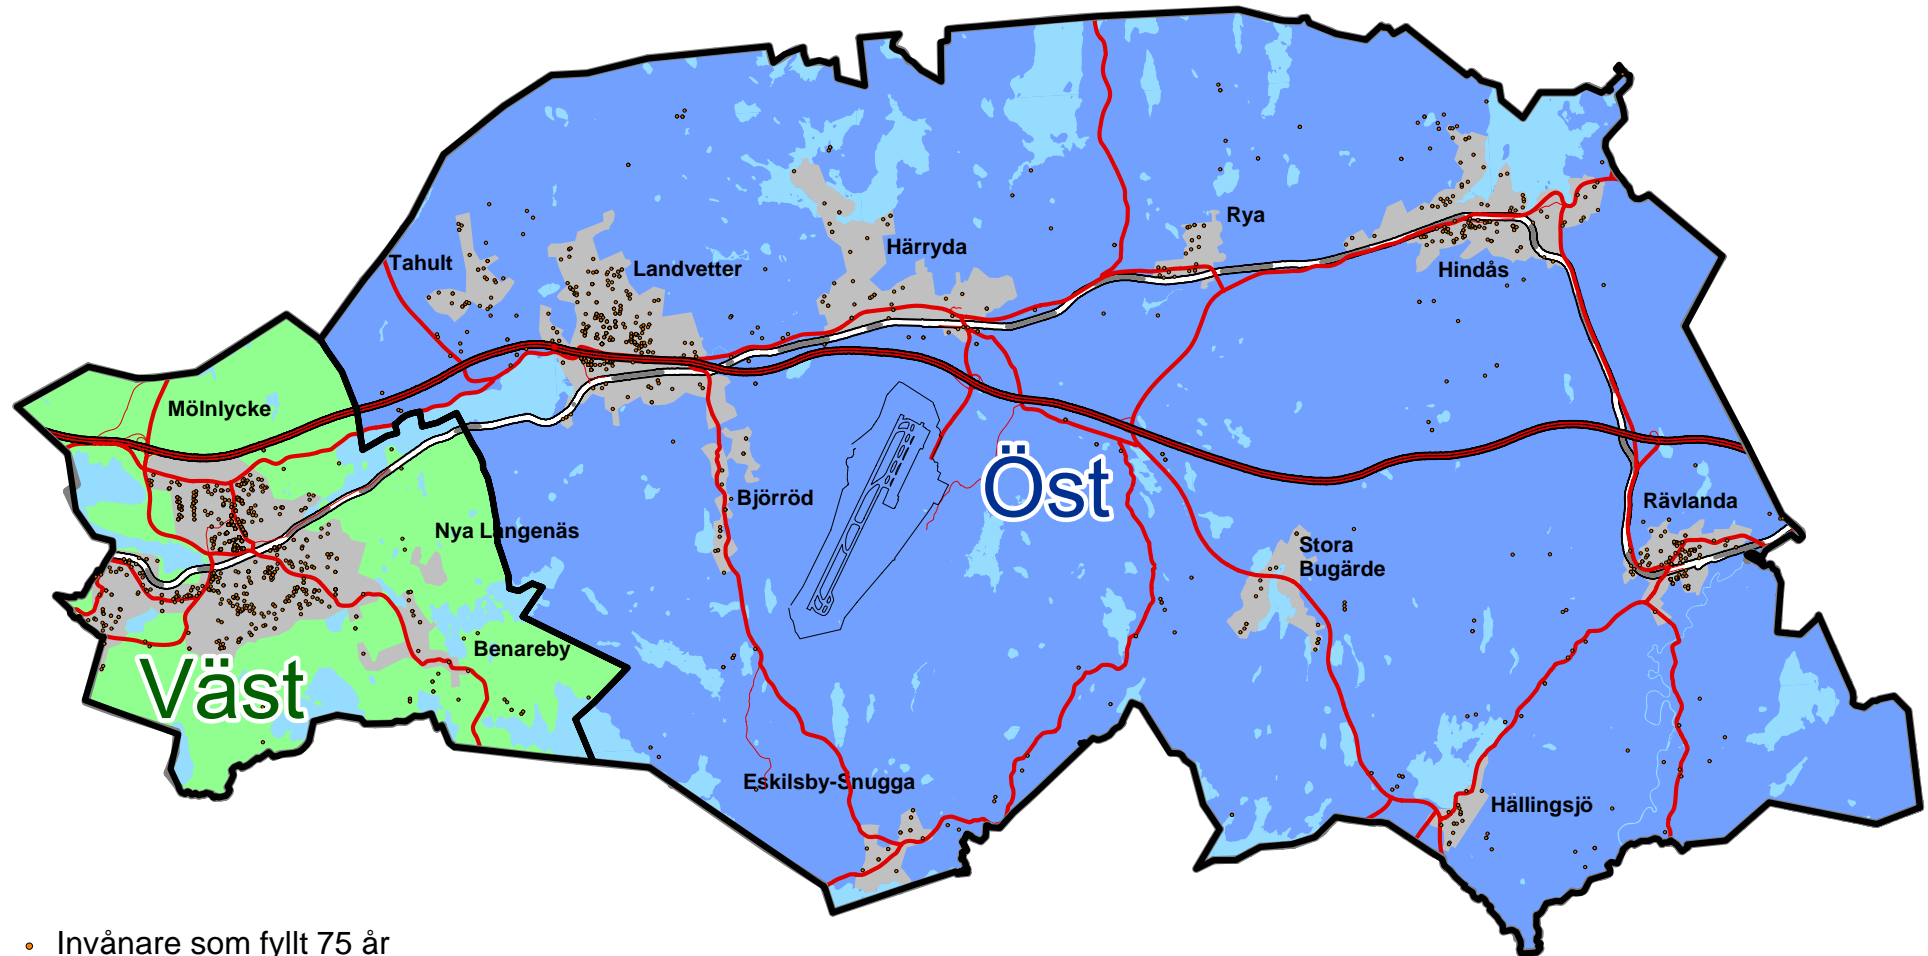 Rya
Härryda
Tahult
Landvetter
Hindås
Mölnlycke
Öst
Björröd
Rävlanda
Nya Långenäs
Stora
Bugärde
Benareby
Väst
Eskilsby-Snugga
Hällingsjö
Invånare som fyllt 75 år